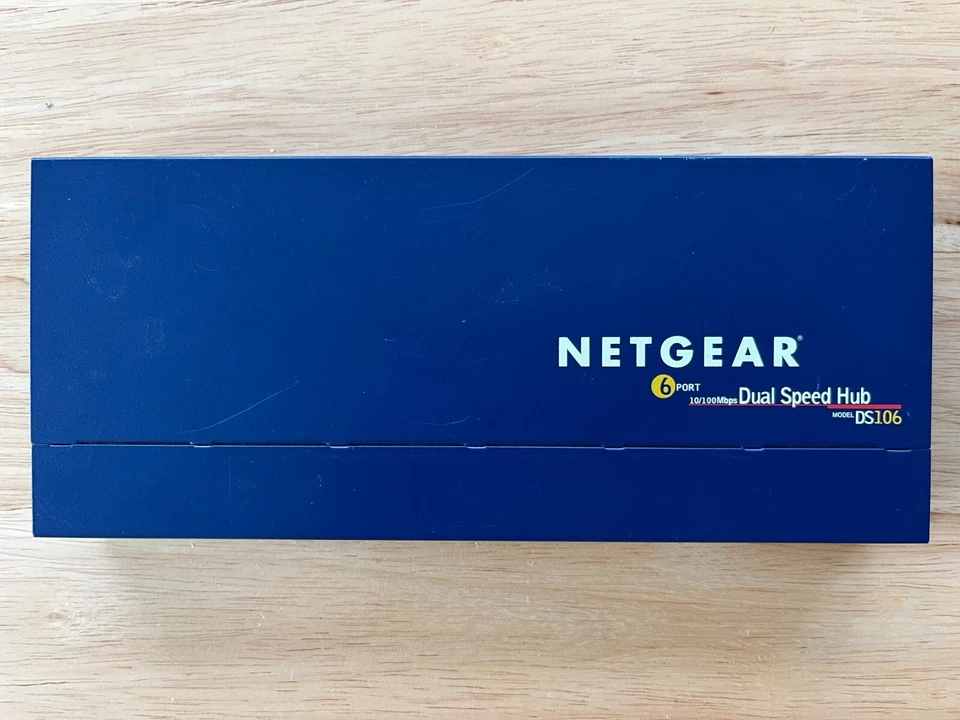 NETGEAR®
6 PORT
10/100Mbps Dual Speed Hub
MODEL DS106